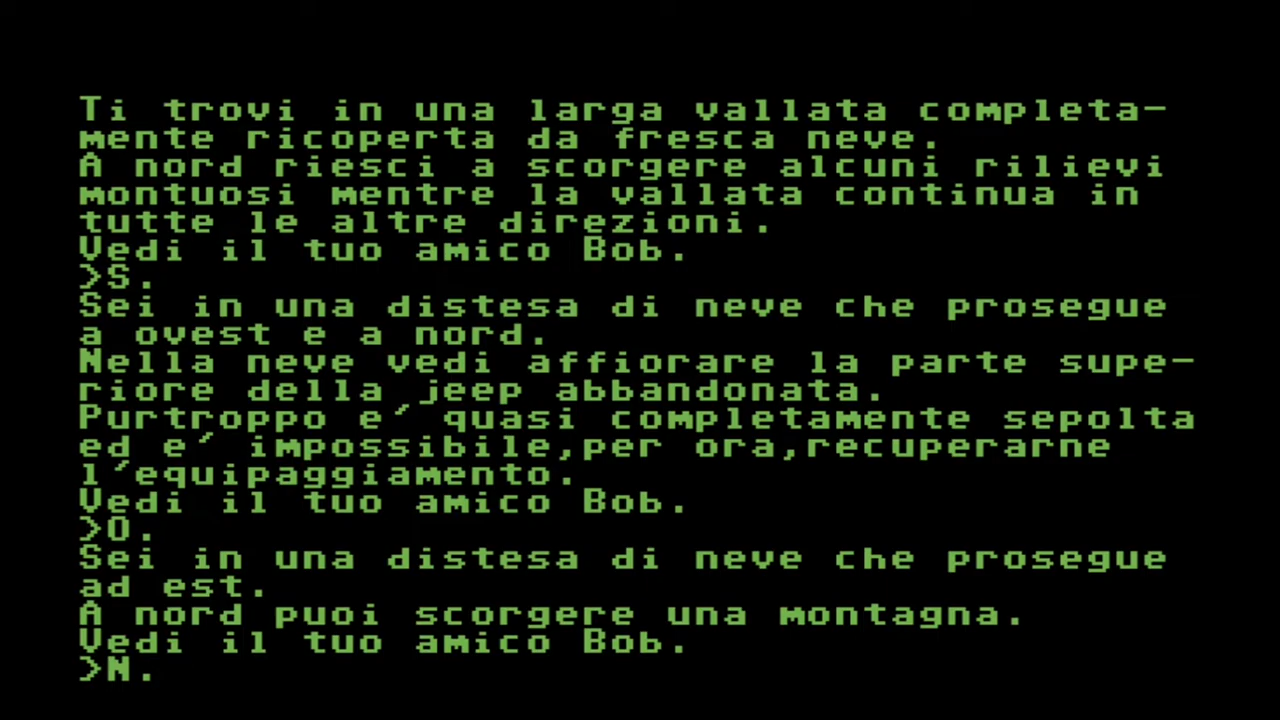 Ti trovi in una larga vallata completa-
mente ricoperta da fresca neve.
A nord riesci a scorgere alcuni rilievi
montuosi mentre la vallata continua in
tutte le altre direzioni.
Vedi il tuo amico Bob.
>S.
Sei in una distesa di neve che prosegue
a ovest e a nord.
Nella neve vedi affiorare la parte supe-
riore della jeep abbandonata.
Purtroppo e' quasi completamente sepolta
ed e' impossibile,per ora,recuperarne
l'equipaggiamento.
Vedi il tuo amico Bob.
>O.
Sei in una distesa di neve che prosegue
ad est.
A nord puoi scorgere una montagna.
Vedi il tuo amico Bob.
>N.